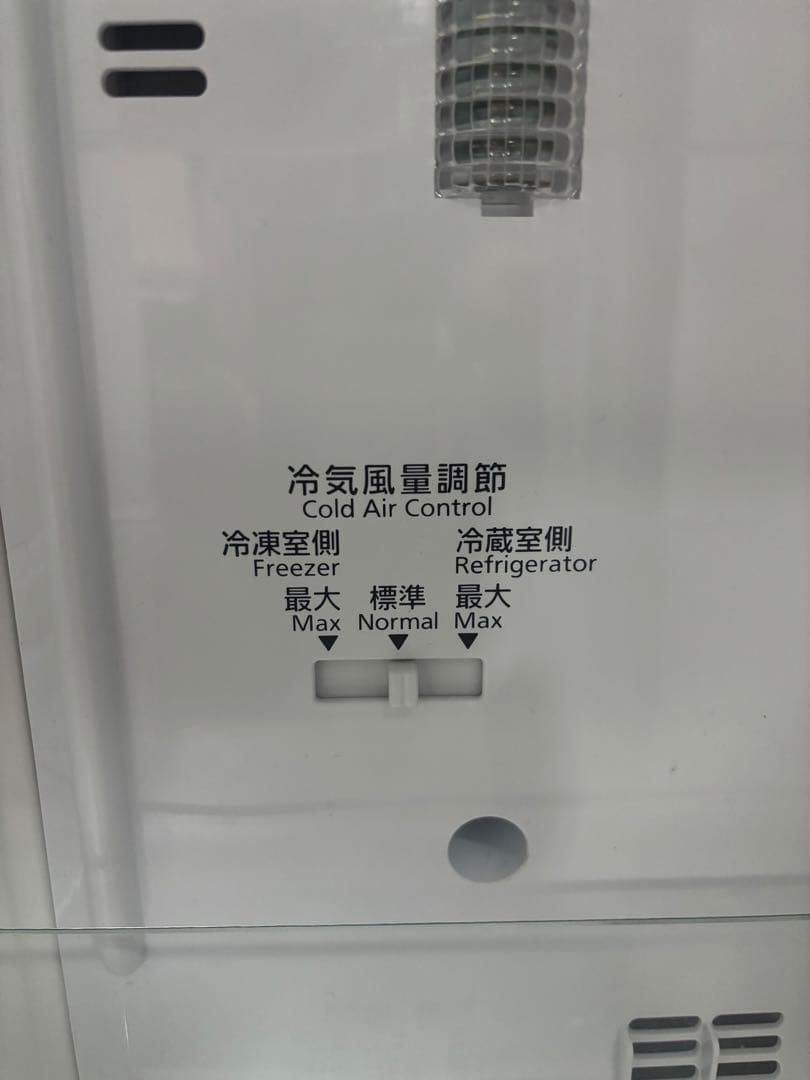 冷気風量調節
Cold Air Control
冷凍室側 冷蔵室側
Freezer Refrigerator
最大 標準 最大
Max Normal Max